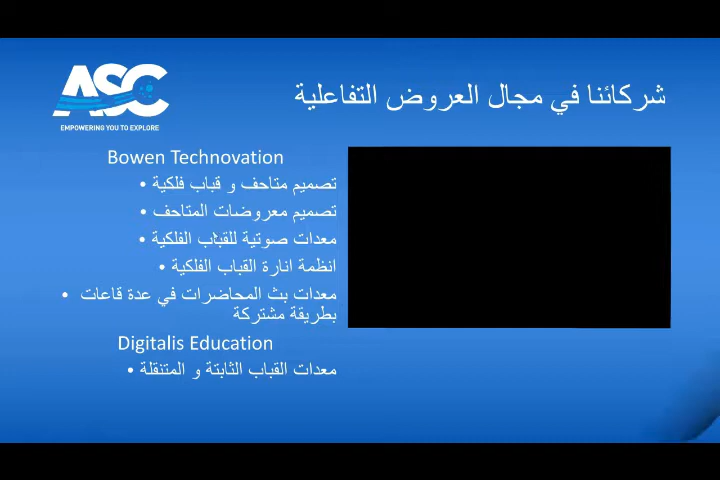 ASC
EMPOWERING YOU TO EXPLORE
شركائنا في مجال العروض التفاعلية
Bowen Technovation
• تصميم متاحف و قباب فلكية
• تصميم معروضات المتاحف
• معدات صوتية للقباب الفلكية
• انظمة انارة القباب الفلكية
• معدات بث المحاضرات في عدة قاعات
بطريقة مشتركة
Digitalis Education
• معدات القباب الثابتة و المتنقلة